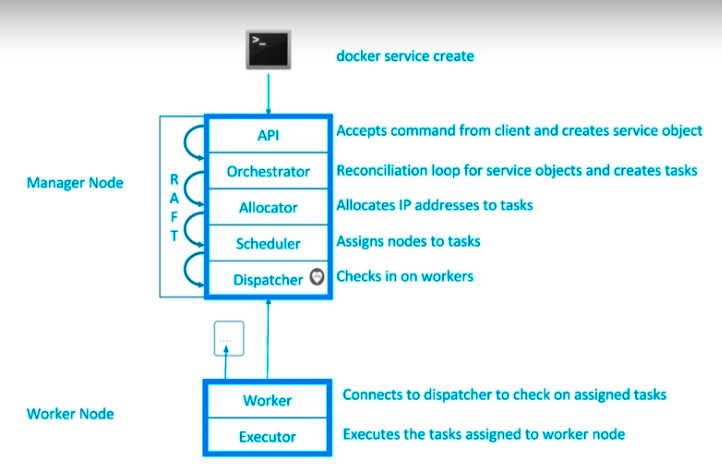 >_
docker service create
API
Accepts command from client and creates service object
Manager Node
RAFT
Orchestrator
Reconciliation loop for service objects and creates tasks
Allocator
Allocates IP addresses to tasks
Scheduler
Assigns nodes to tasks
Dispatcher
Checks in on workers
....
Worker Node
Worker
Connects to dispatcher to check on assigned tasks
Executor
Executes the tasks assigned to worker node